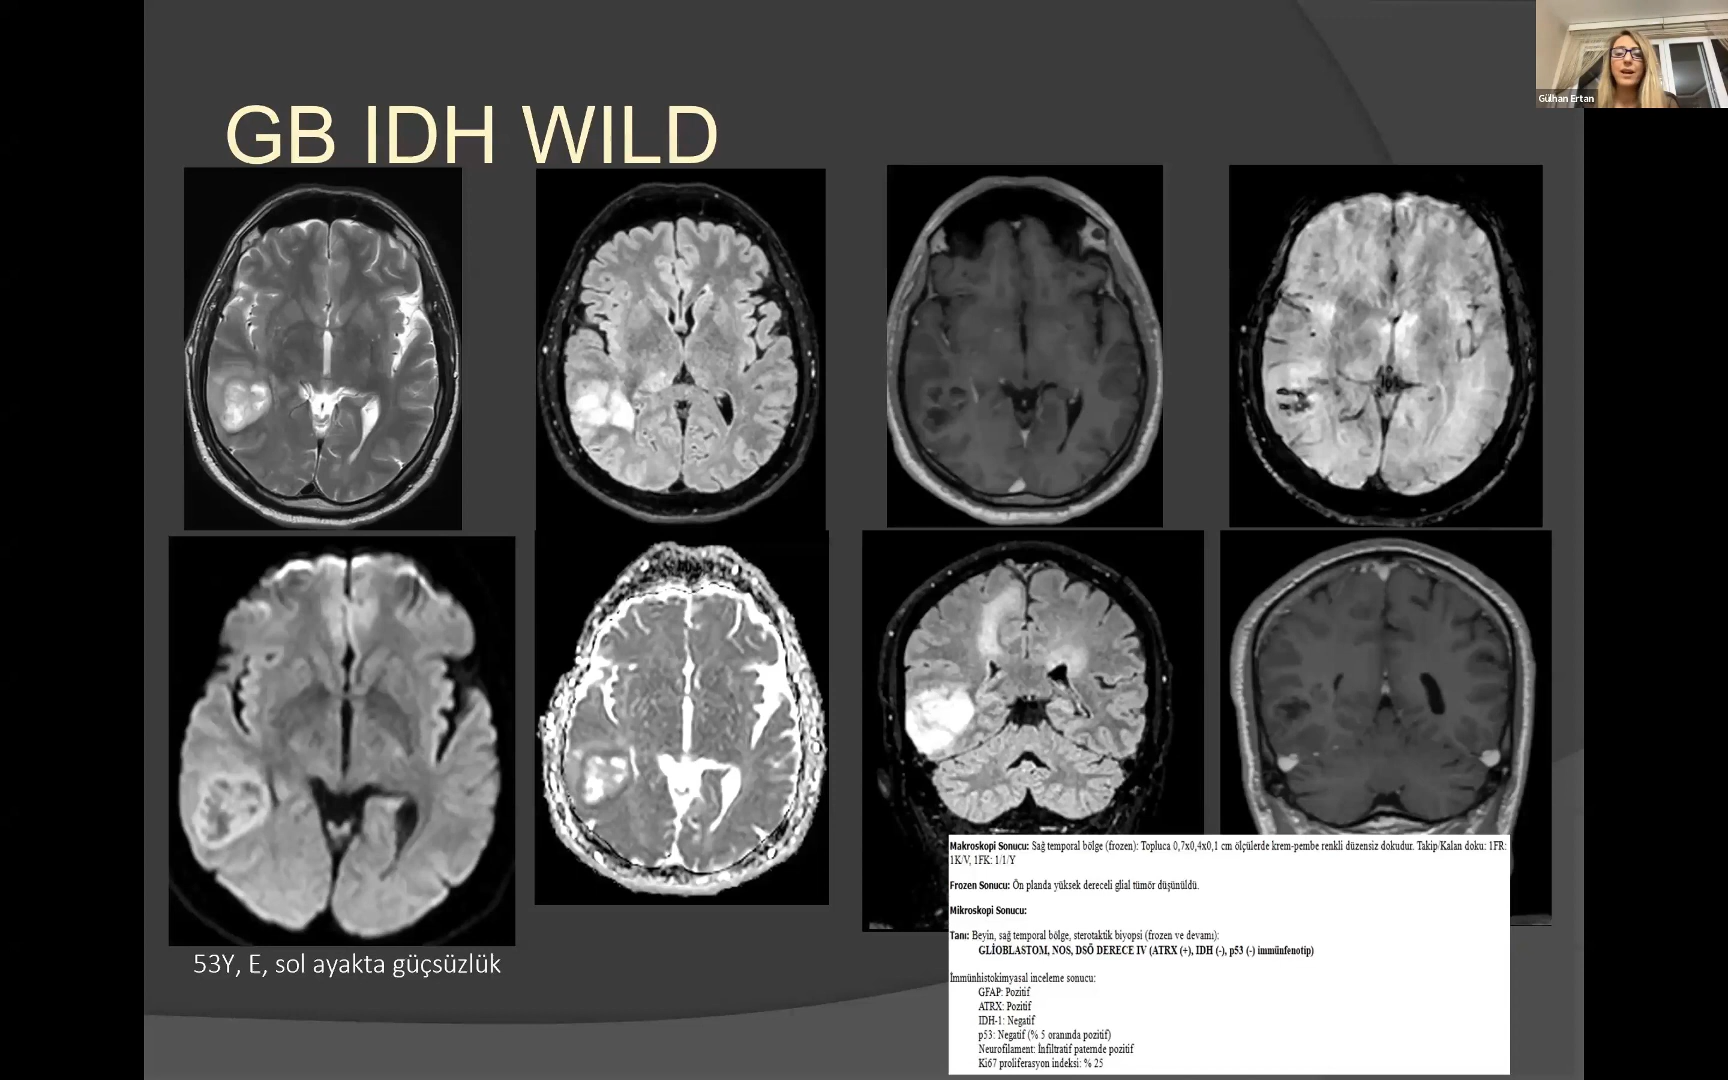 Gülhan Ertan
GB IDH WILD
53Y, E, sol ayakta güçsüzlük
Makroskopi Sonucu: Sağ temporal bölge (frozen): Topluca 0,7x0,4x0,1 cm ölçülerde krem-pembe renkli düzensiz dokudur. Takip/Kalan doku: 1FR:
1K/V, 1FK: 1/1/Y
Frozen Sonucu: Ön planda yüksek dereceli glial tümör düşünüldü.
Mikroskopi Sonucu:
Tanı: Beyin, sağ temporal bölge, sterotaktik biyopsi (frozen ve devamı):
GLİOBLASTOM, NOS, DSÖ DERECE IV (ATRX (+), IDH (-), p53 (-) immünfenotip)
İmmünhistokimyasal inceleme sonucu:
GFAP: Pozitif
ATRX: Pozitif
IDH-1: Negatif
p53: Negatif (% 5 oranında pozitif)
Neurofilament: İnfiltratif paternde pozitif
Ki67 proliferasyon indeksi: % 25